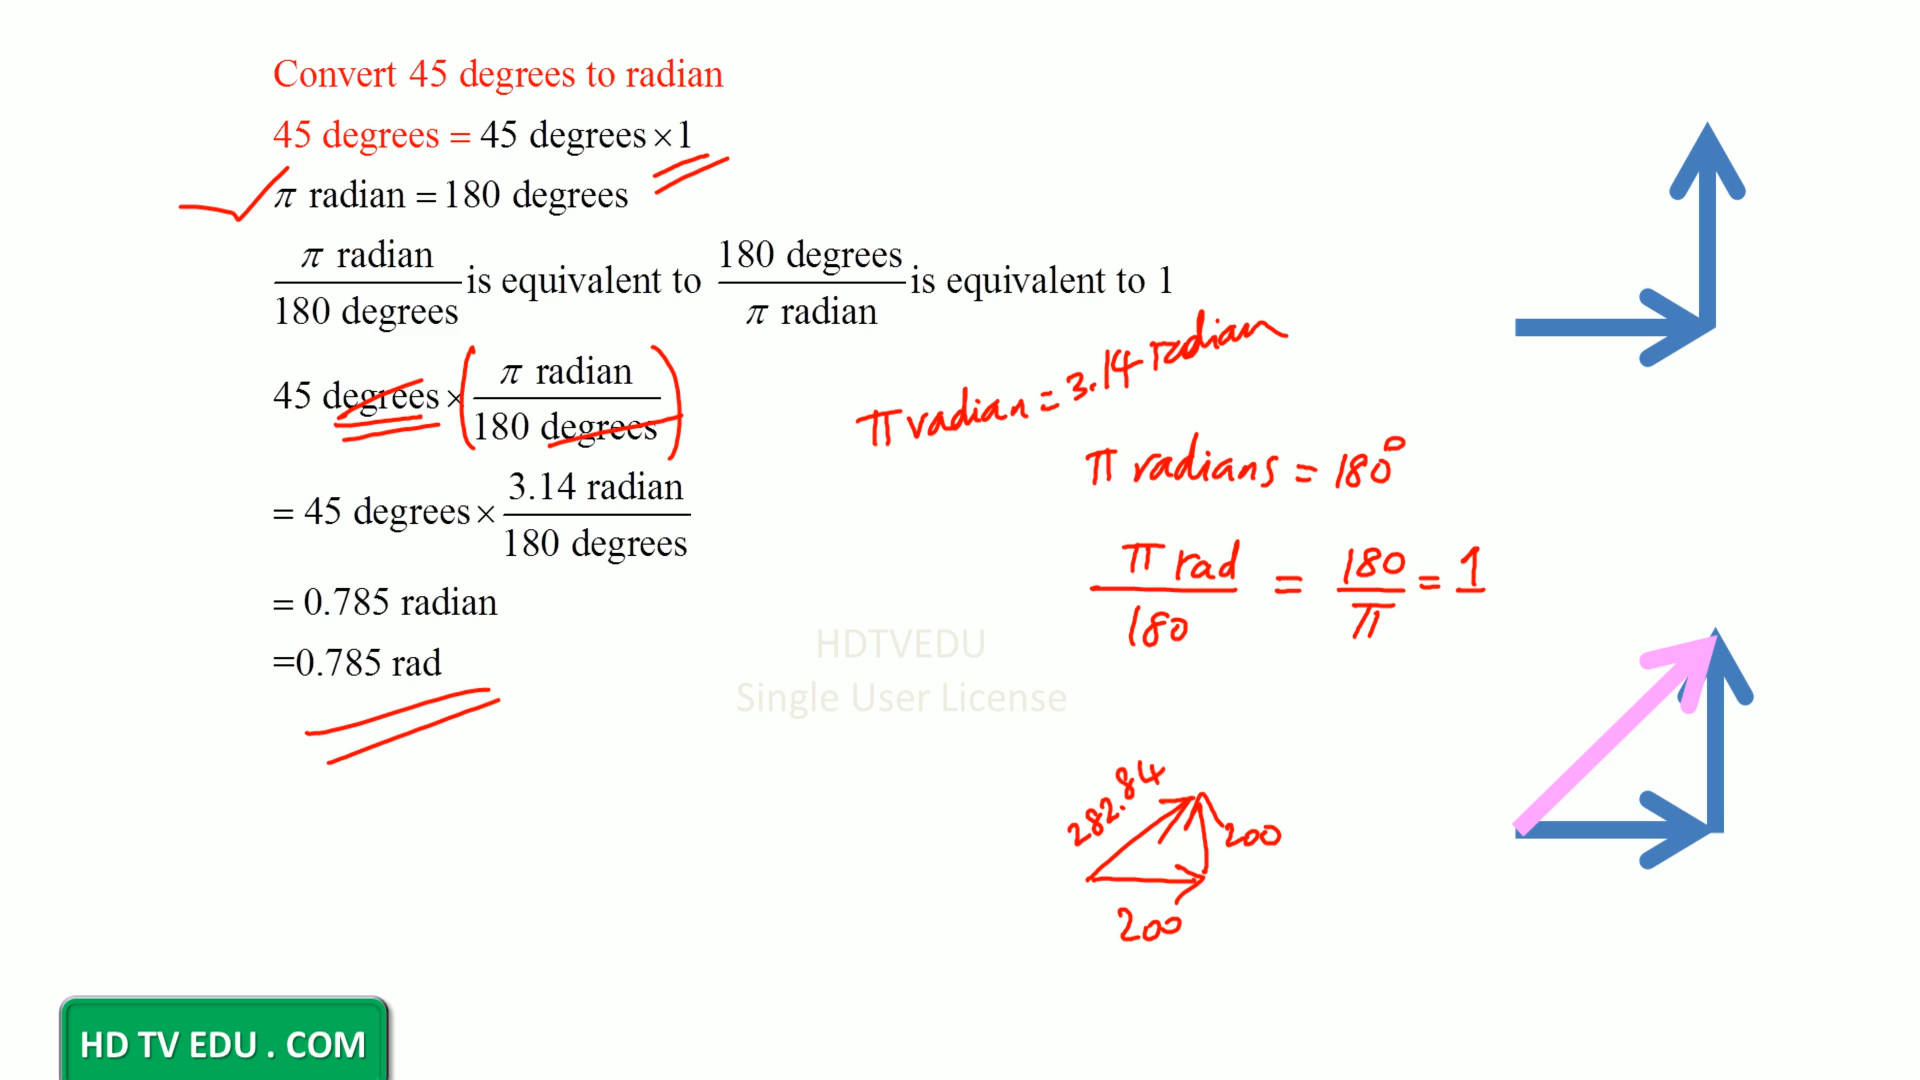 Convert 45 degrees to radian
45 degrees = 45 degrees × 1
π radian = 180 degrees
π radian / 180 degrees is equivalent to 180 degrees / π radian is equivalent to 1
π radian = 3.14 radian
45 degrees × (π radian / 180 degrees)
π radians = 180°
= 45 degrees × 3.14 radian / 180 degrees
π rad / 180 = 180 / π = 1
= 0.785 radian
=0.785 rad
HDTVEDU
Single User License
282.84
200
200
HD TV EDU . COM